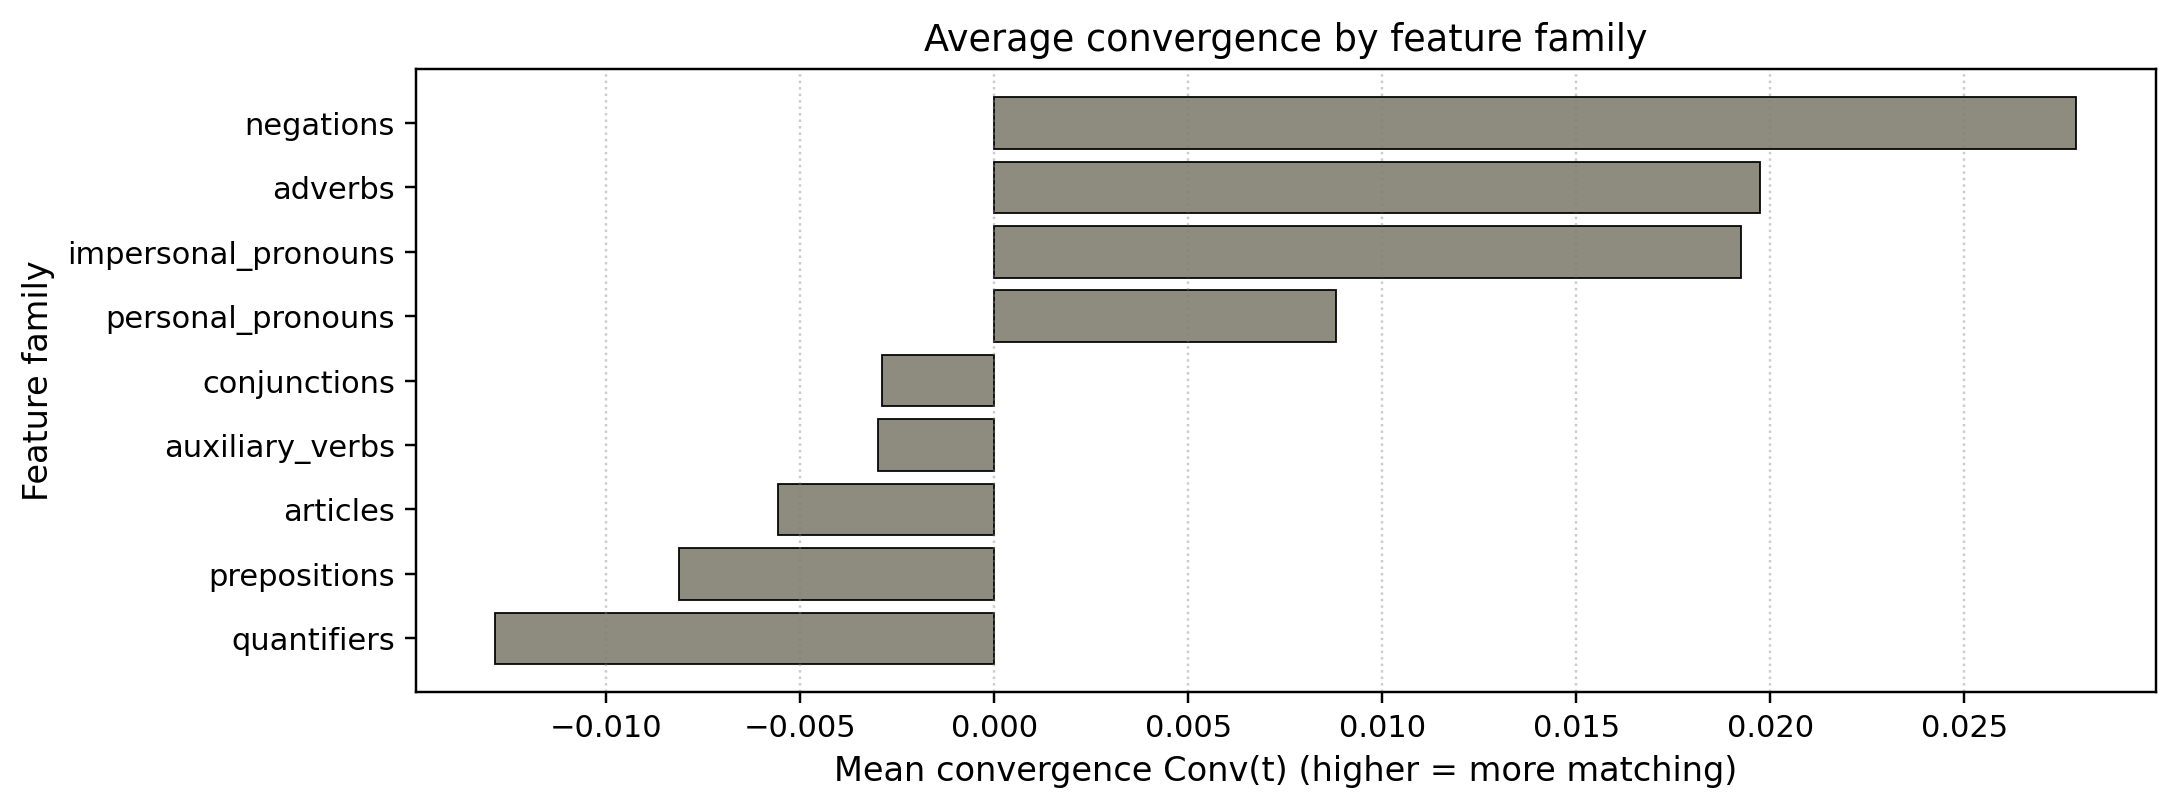 Average convergence by feature family
Feature family
negations
adverbs
impersonal_pronouns
personal_pronouns
conjunctions
auxiliary_verbs
articles
prepositions
quantifiers
−0.010 −0.005 0.000 0.005 0.010 0.015 0.020 0.025
Mean convergence Conv(t) (higher = more matching)